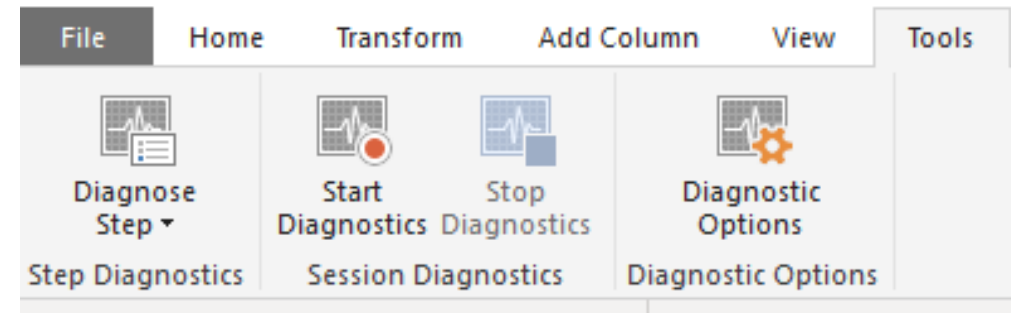 File Home Transform Add Column View Tools
Diagnose Start Stop Diagnostic
Step Diagnostics Diagnostics Options
Step Diagnostics Session Diagnostics Diagnostic Options